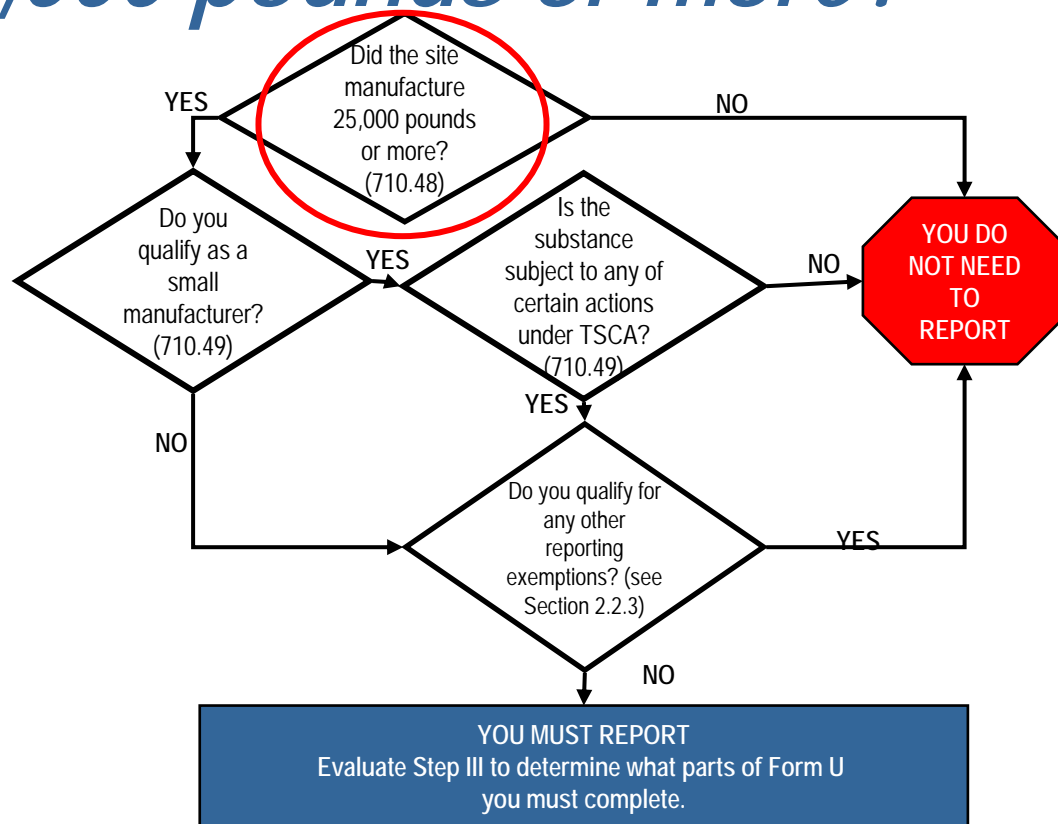 pounds or more?
Did the site
manufacture
25,000 pounds
or more?
(710.48)
YES
NO
Do you
qualify as a
small
manufacturer?
(710.49)
YES
Is the
substance
subject to any of
certain actions
under TSCA?
(710.49)
NO
YOU DO
NOT NEED
TO
REPORT
YES
NO
Do you qualify for
any other
reporting
exemptions? (see
Section 2.2.3)
YES
NO
YOU MUST REPORT
Evaluate Step III to determine what parts of Form U
you must complete.